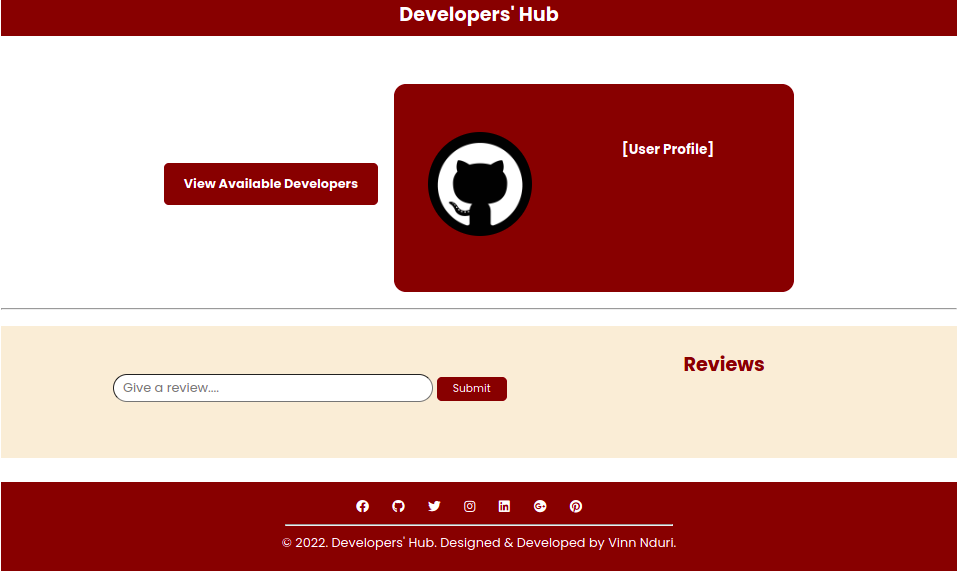 Developers' Hub
[User Profile]
View Available Developers
Reviews
Give a review....
Submit
© 2022. Developers' Hub. Designed & Developed by Vinn Nduri.